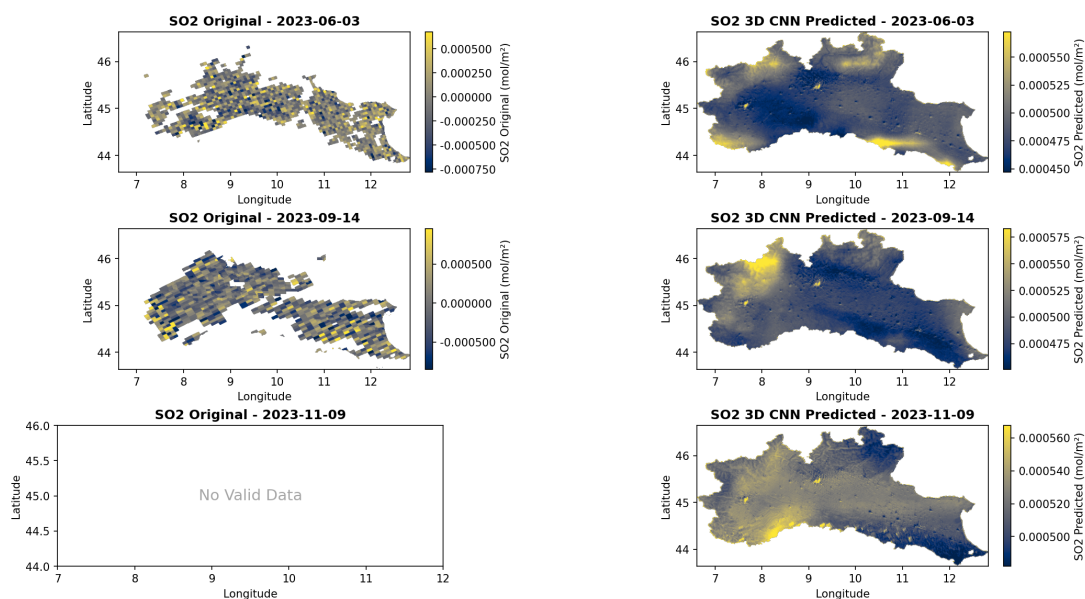 SO2 Original - 2023-06-03
46
45
44
7 8 9 10 11 12
Latitude
Longitude
0.000500
0.000250
0.000000
-0.000250
-0.000500
-0.000750
SO2 Original (mol/m²)
SO2 3D CNN Predicted - 2023-06-03
46
45
44
7 8 9 10 11 12
Latitude
Longitude
0.000550
0.000525
0.000500
0.000475
0.000450
SO2 Predicted (mol/m²)
SO2 Original - 2023-09-14
46
45
44
7 8 9 10 11 12
Latitude
Longitude
0.000500
0.000000
-0.000500
SO2 Original (mol/m²)
SO2 3D CNN Predicted - 2023-09-14
46
45
44
7 8 9 10 11 12
Latitude
Longitude
0.000575
0.000550
0.000525
0.000500
0.000475
SO2 Predicted (mol/m²)
SO2 Original - 2023-11-09
46.0
45.5
45.0
44.5
44.0
No Valid Data
7 8 9 10 11 12
Latitude
Longitude
SO2 3D CNN Predicted - 2023-11-09
46
45
44
7 8 9 10 11 12
Latitude
Longitude
0.000560
0.000540
0.000520
0.000500
SO2 Predicted (mol/m²)